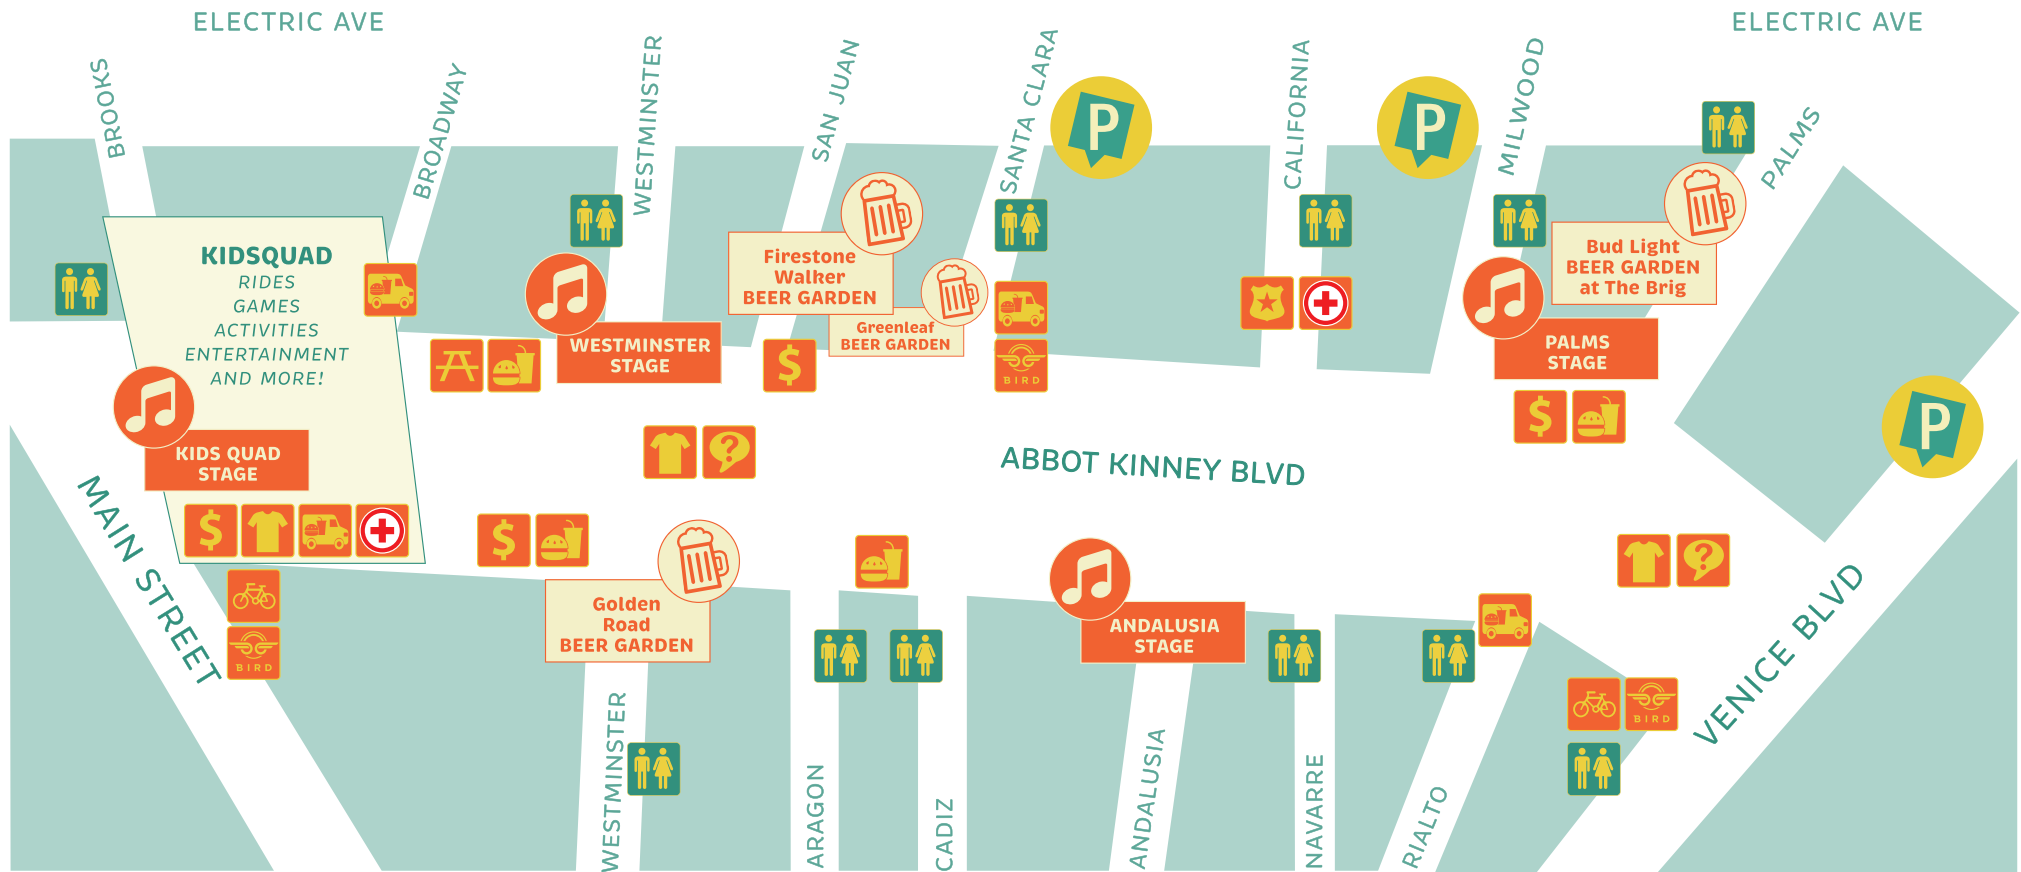 ELECTRIC AVE
ELECTRIC AVE
BROOKS
BROADWAY
WESTMINSTER
SAN JUAN
SANTA CLARA
P
CALIFORNIA
P
MILWOOD
PALMS
KIDSQUAD
RIDES
GAMES
ACTIVITIES
ENTERTAINMENT
AND MORE!
KIDS QUAD
STAGE
$
WESTMINSTER
STAGE
Firestone
Walker
BEER GARDEN
Greenleaf
BEER GARDEN
$
BIRD
Bud Light
BEER GARDEN
at The Brig
PALMS
STAGE
$
P
?
ABBOT KINNEY BLVD
MAIN STREET
BIRD
$
Golden
Road
BEER GARDEN
ANDALUSIA
STAGE
?
BIRD
VENICE BLVD
WESTMINSTER
ARAGON
CADIZ
ANDALUSIA
NAVARRE
RIALTO